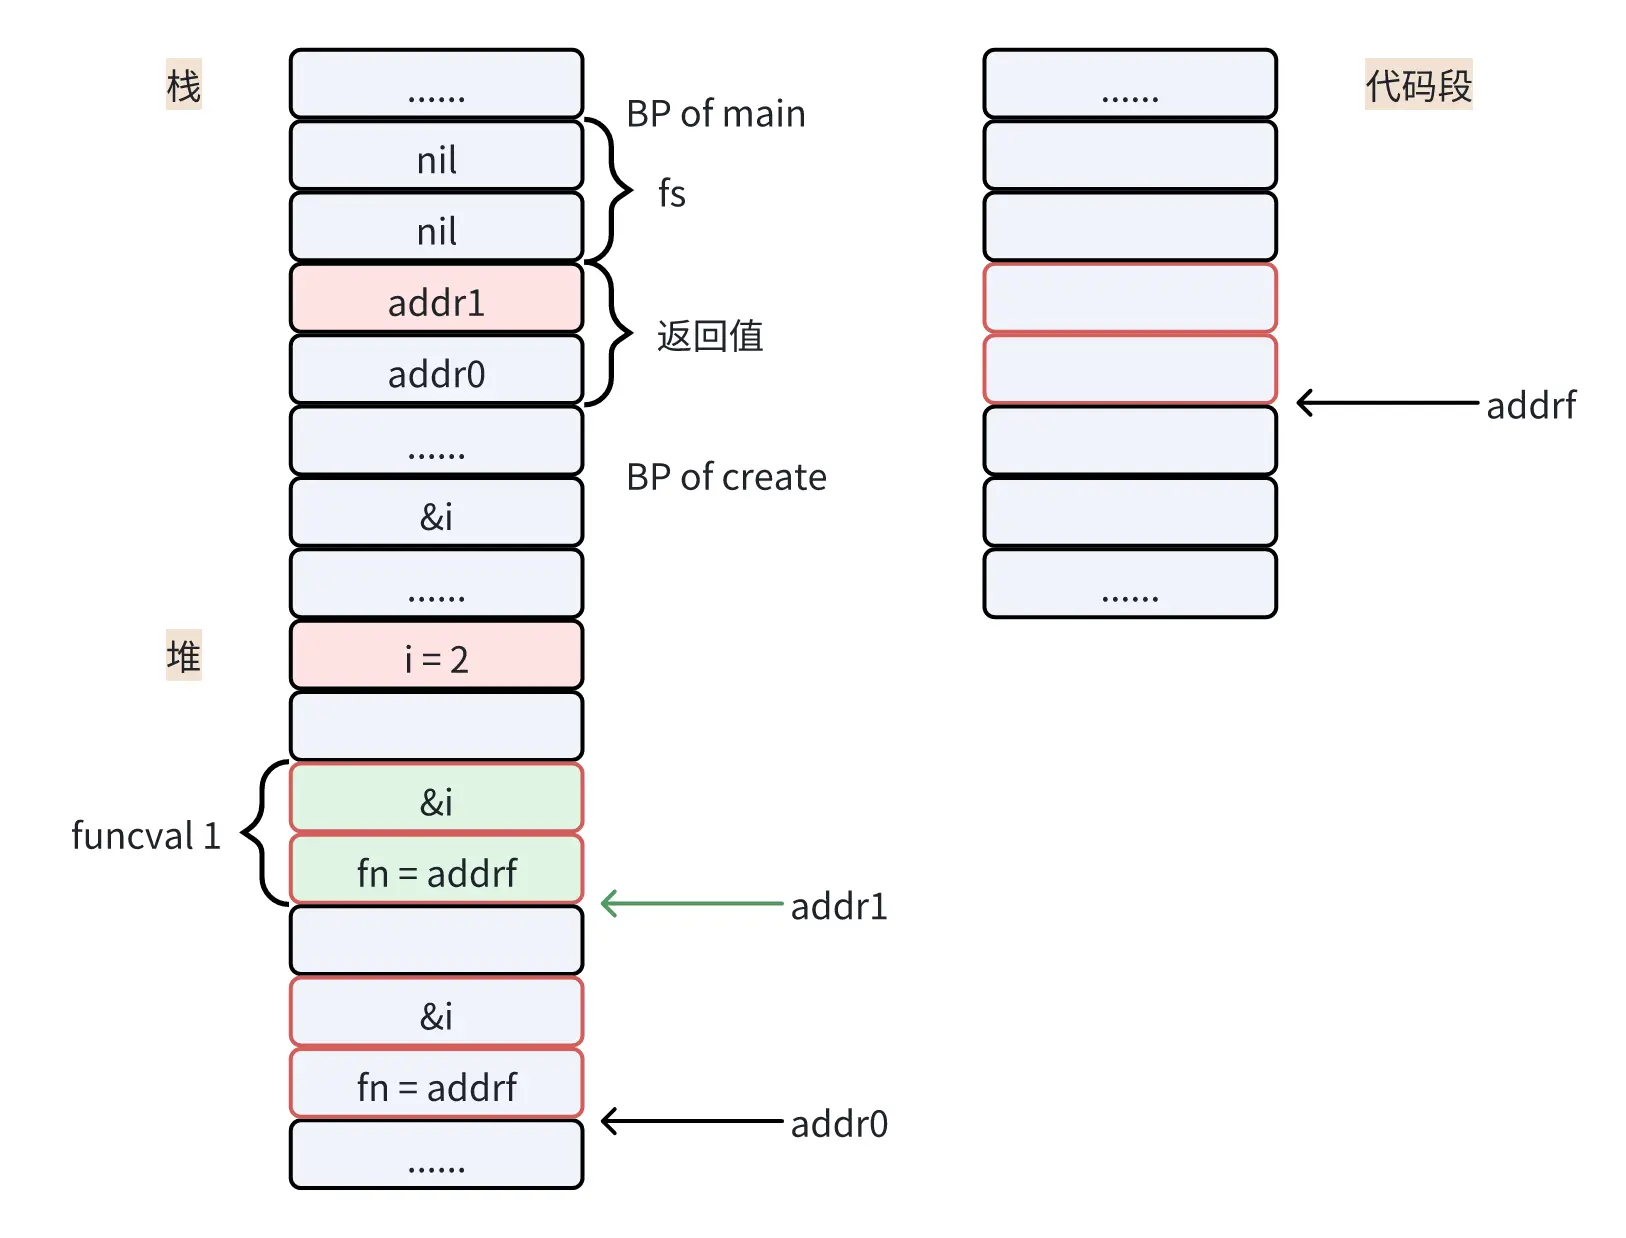 栈
......
BP of main
nil
fs
nil
addr1
返回值
addr0
......
BP of create
&i
......
堆
i = 2
&i
funcval 1
fn = addrf
addr1
&i
fn = addrf
addr0
......
代码段
......
addrf
......